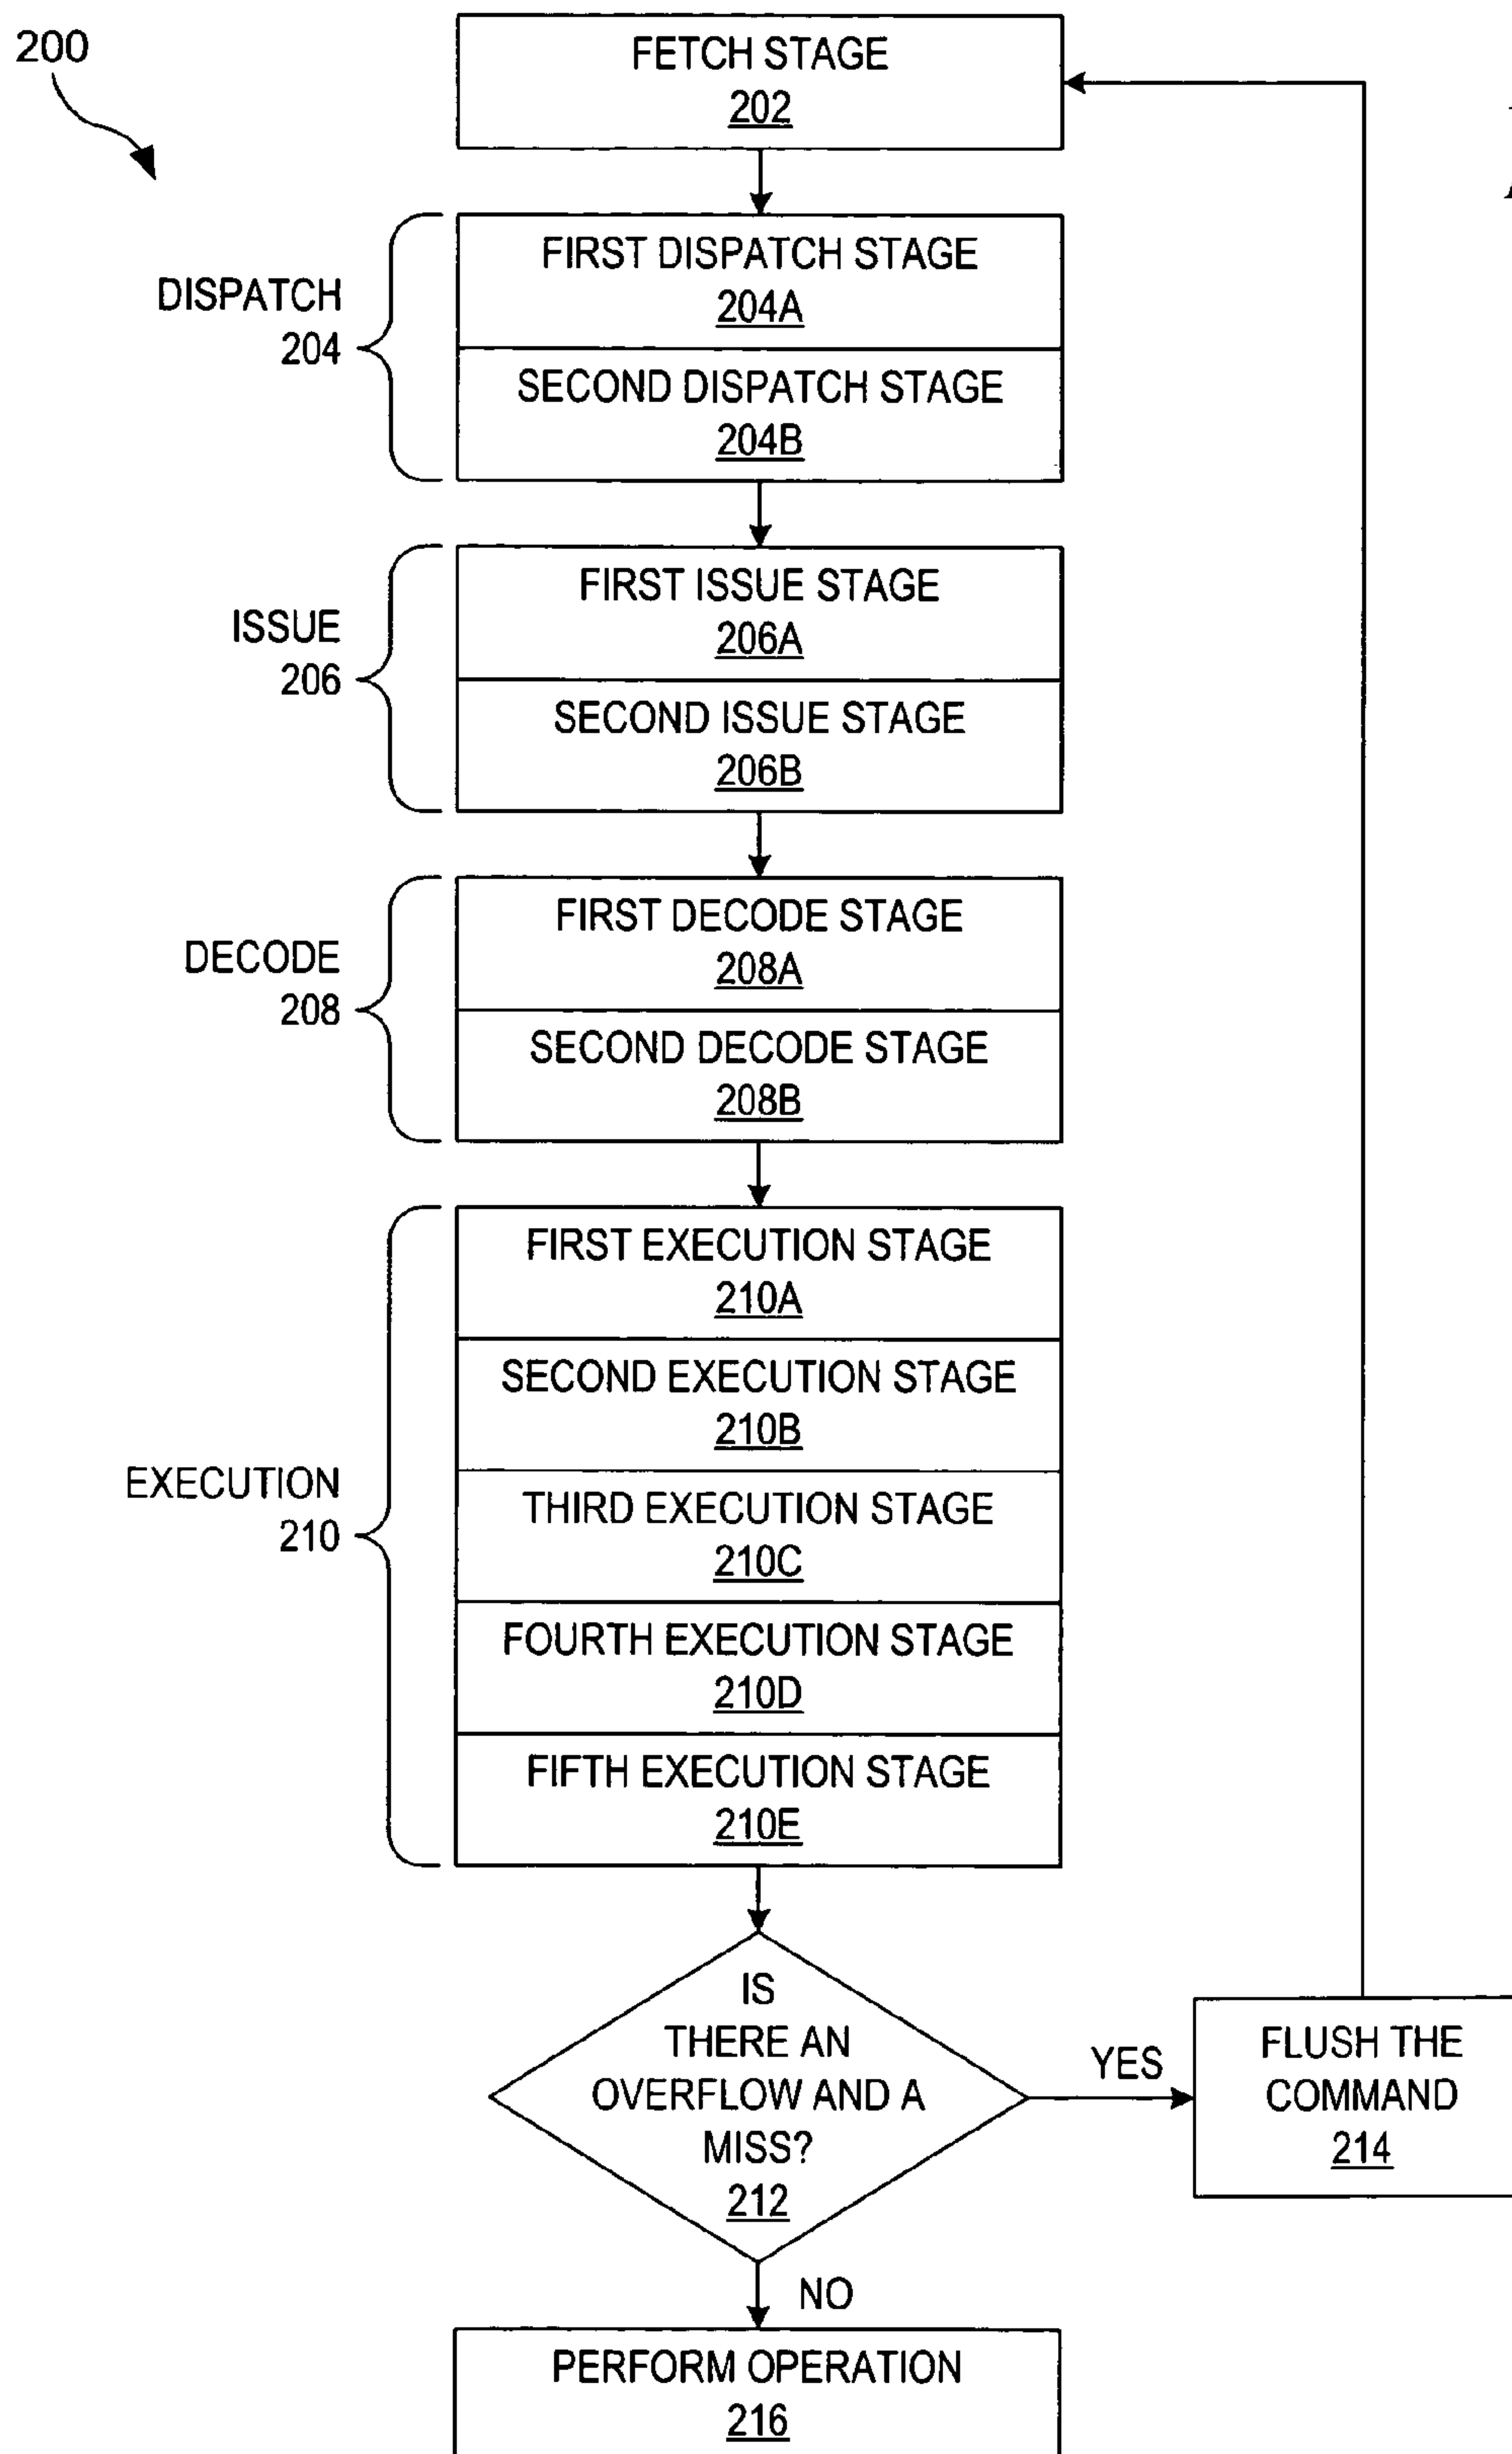 200
FETCH STAGE
202
FIRST DISPATCH STAGE
204A
DISPATCH
204
SECOND DISPATCH STAGE
204B
FIRST ISSUE STAGE
206A
ISSUE
206
SECOND ISSUE STAGE
206B
FIRST DECODE STAGE
208A
DECODE
208
SECOND DECODE STAGE
208B
FIRST EXECUTION STAGE
210A
SECOND EXECUTION STAGE
210B
EXECUTION
210
THIRD EXECUTION STAGE
210C
FOURTH EXECUTION STAGE
210D
FIFTH EXECUTION STAGE
210E
IS
THERE AN
OVERFLOW AND A
MISS?
212
YES
FLUSH THE
COMMAND
214
NO
PERFORM OPERATION
216